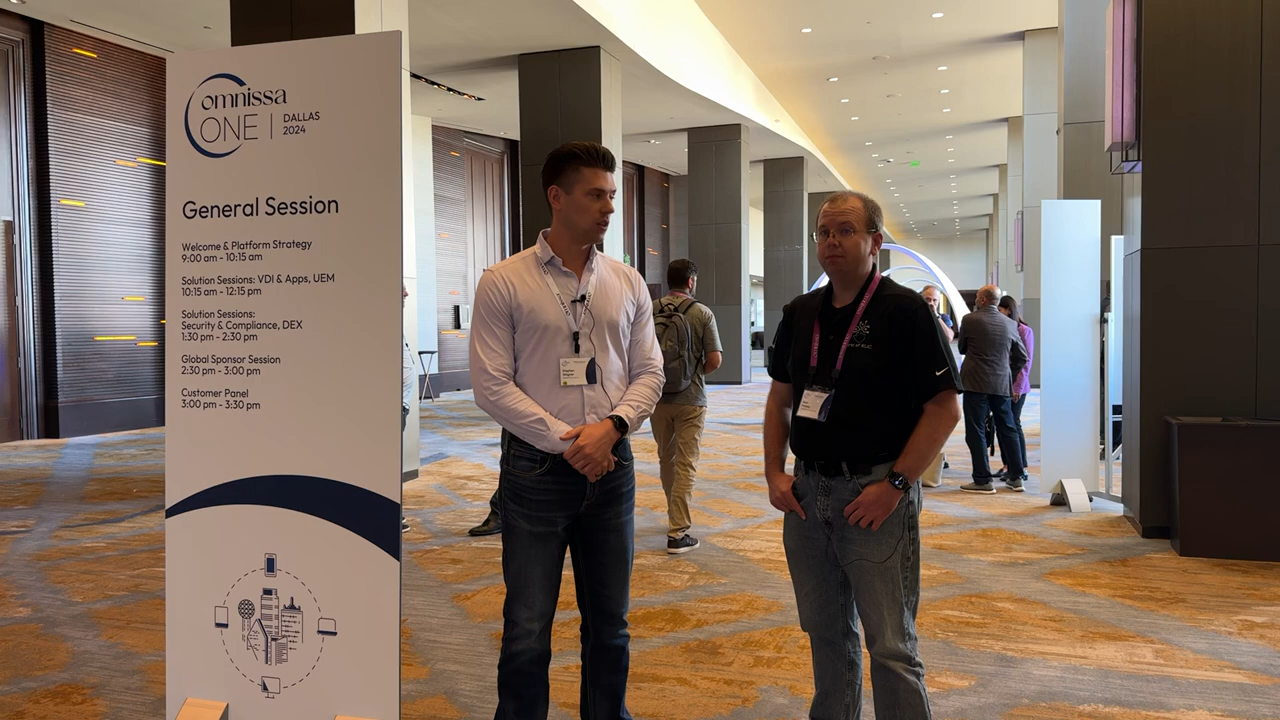 omnissa
ONE | DALLAS
2024
General Session
Welcome & Platform Strategy
9:00 am - 10:15 am
Solution Sessions: VDI & Apps, UEM
10:15 am - 12:15 pm
Solution Sessions:
Security & Compliance, DEX
1:30 pm - 2:30 pm
Global Sponsor Session
2:30 pm - 3:00 pm
Customer Panel
3:00 pm - 3:30 pm
Stephen
Wagner